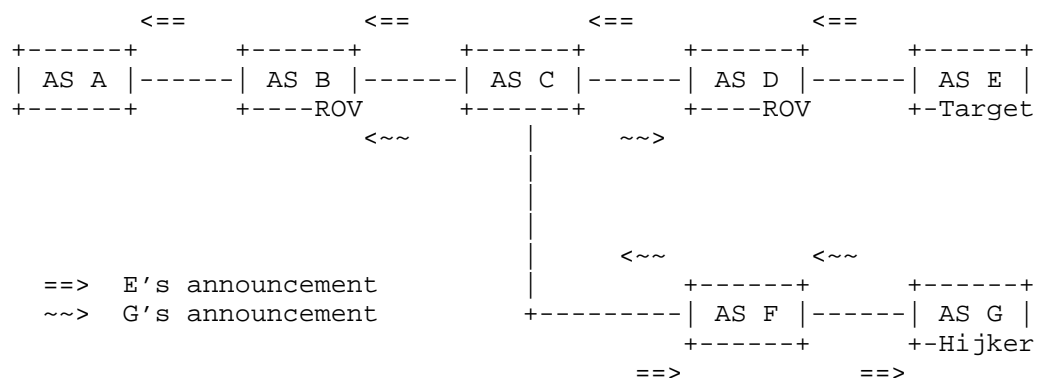 <== <== <== <==
AS A AS B AS C AS D AS E
ROV ROV Target
<~~ ~~>
<~~ <~~
==> E's announcement
~~> G's announcement AS F AS G
Hijker
==> ==>